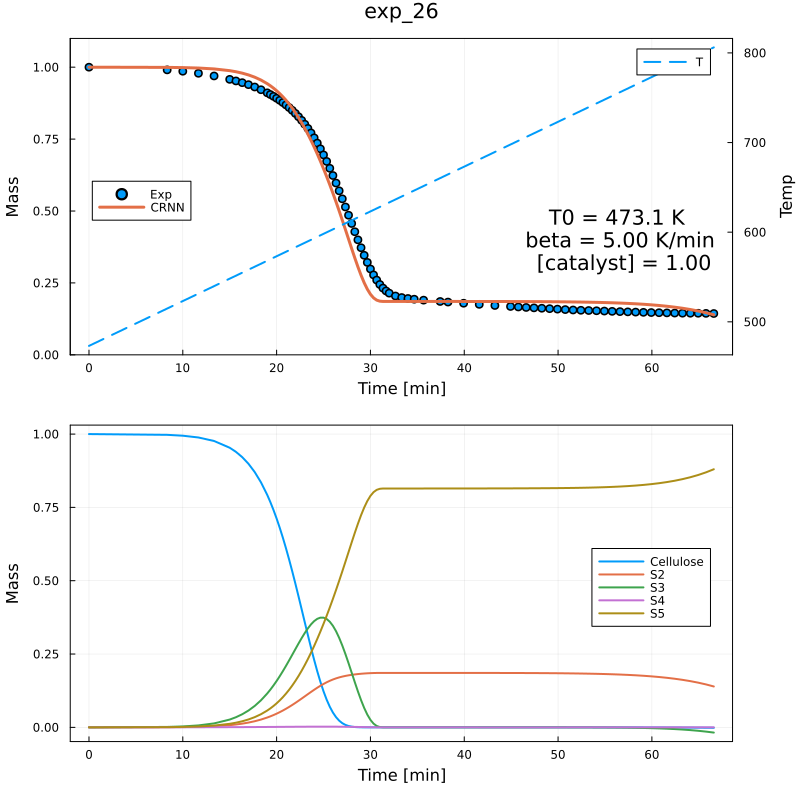 exp_26
1.00
0.75
0.50
0.25
0.00
Mass
800
700
600
500
Temp
T
Exp
CRNN
T0 = 473.1 K
beta = 5.00 K/min
[catalyst] = 1.00
0 10 20 30 40 50 60
Time [min]
1.00
0.75
0.50
0.25
0.00
Mass
Cellulose
S2
S3
S4
S5
0 10 20 30 40 50 60
Time [min]